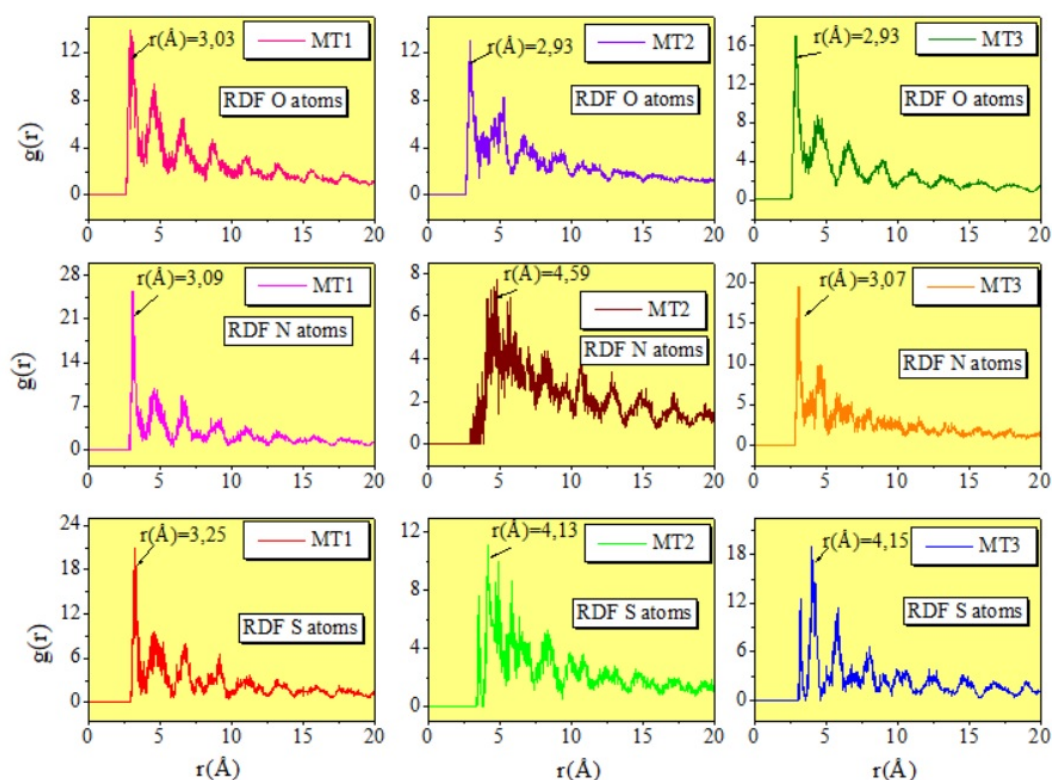 r(Å)=3,03
MT1
RDF O atoms
g(r)
12
8
4
0
0 5 10 15 20
r(Å)=2,93
MT2
RDF O atoms
12
8
4
0
0 5 10 15 20
r(Å)=2,93
MT3
RDF O atoms
16
12
8
4
0
0 5 10 15 20
r(Å)=3,09
MT1
RDF N atoms
g(r)
28
21
14
7
0
0 5 10 15 20
r(Å)=4,59
MT2
RDF N atoms
8
6
4
2
0
0 5 10 15 20
r(Å)=3,07
MT3
RDF N atoms
20
15
10
5
0
0 5 10 15 20
r(Å)=3,25
MT1
RDF S atoms
g(r)
24
18
12
6
0
0 5 10 15 20
r(Å)
r(Å)=4,13
MT2
RDF S atoms
12
8
4
0
0 5 10 15 20
r(Å)
r(Å)=4,15
MT3
RDF S atoms
18
12
6
0
0 5 10 15 20
r(Å)